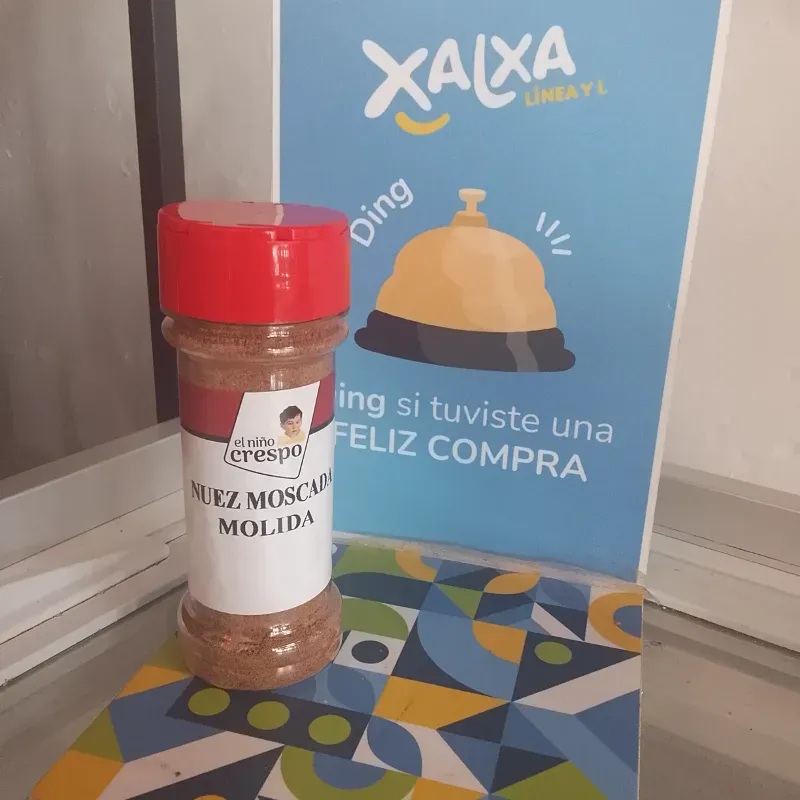 XALXA
LÍNEA Y L
Ding
ing si tuviste una
FELIZ COMPRA
el niño
crespo
NUEZ MOSCADA
MOLIDA